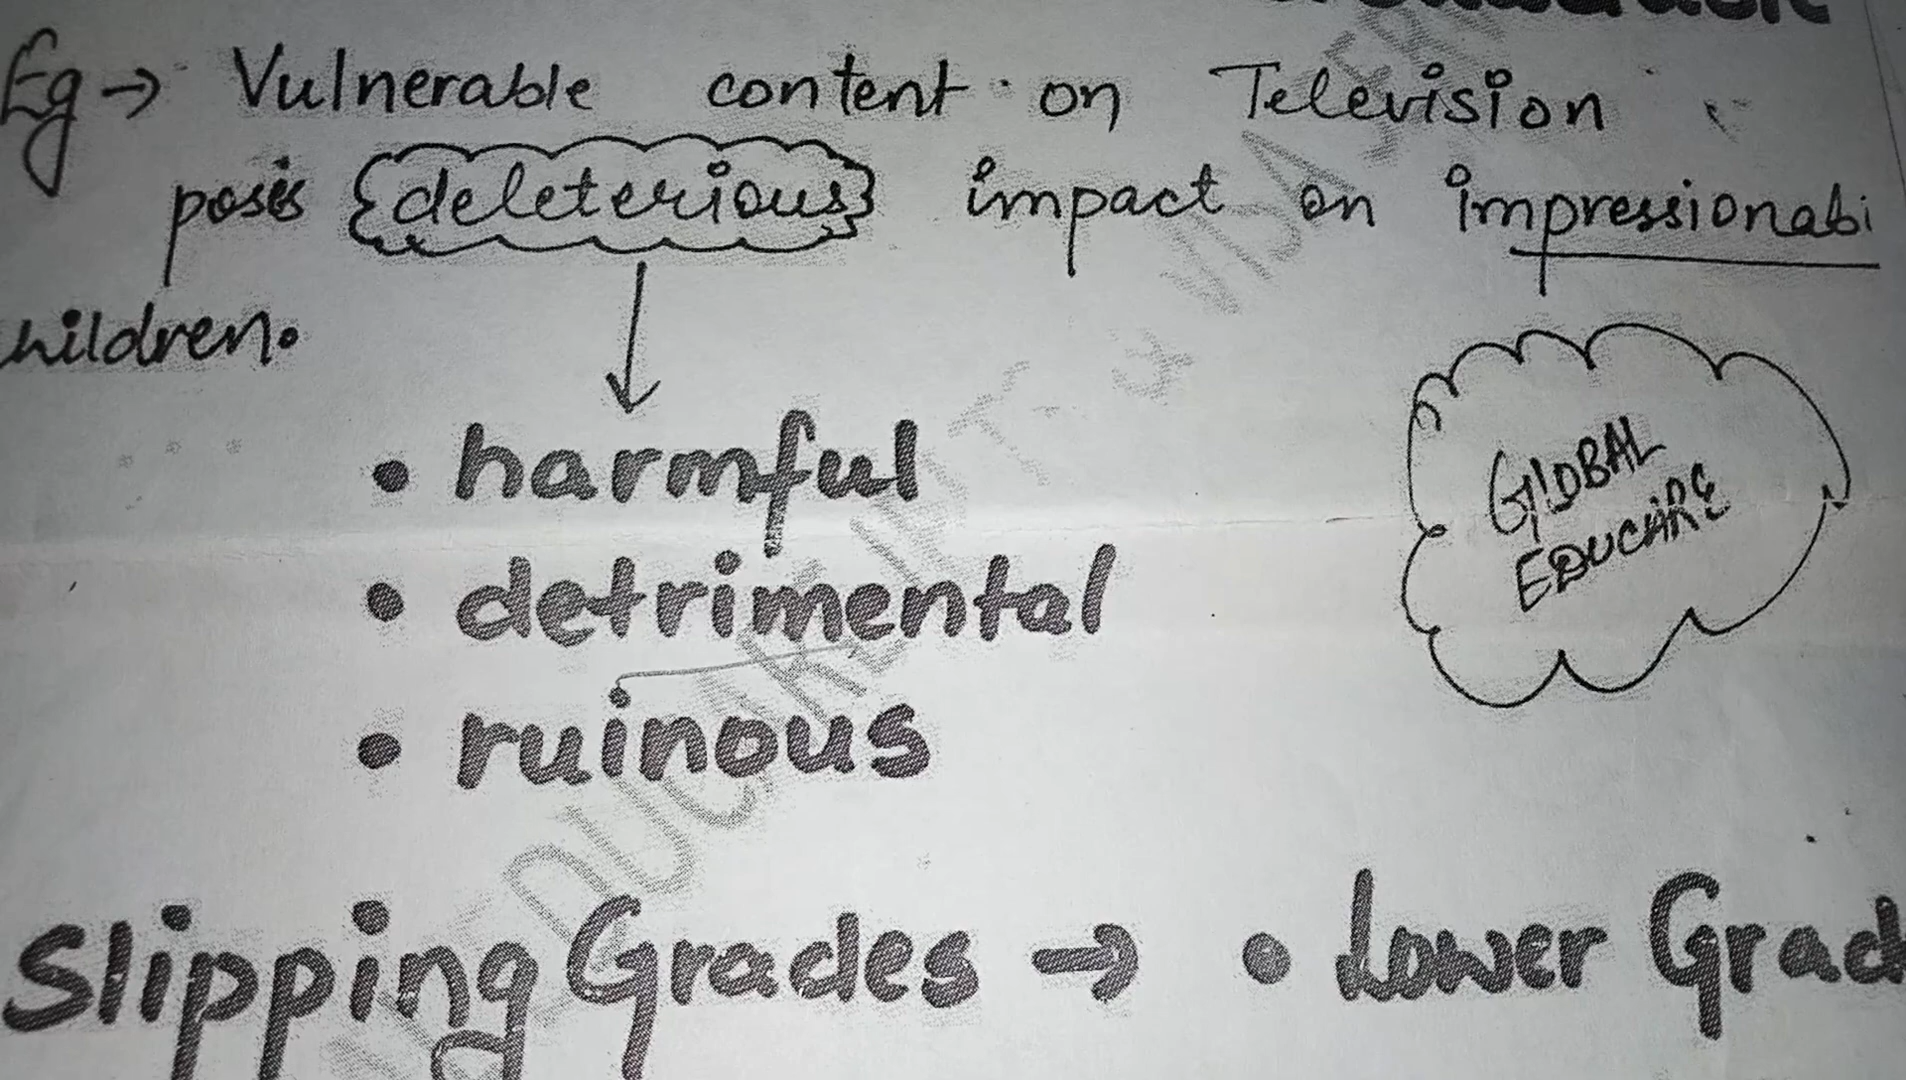 Eg → Vulnerable content on Television
poses {deleterious} impact on impressionabl
hildren.
• harmful
• detrimental
• ruinous
GLOBAL
EDUCARE
Slipping Grades → • Lower Grad